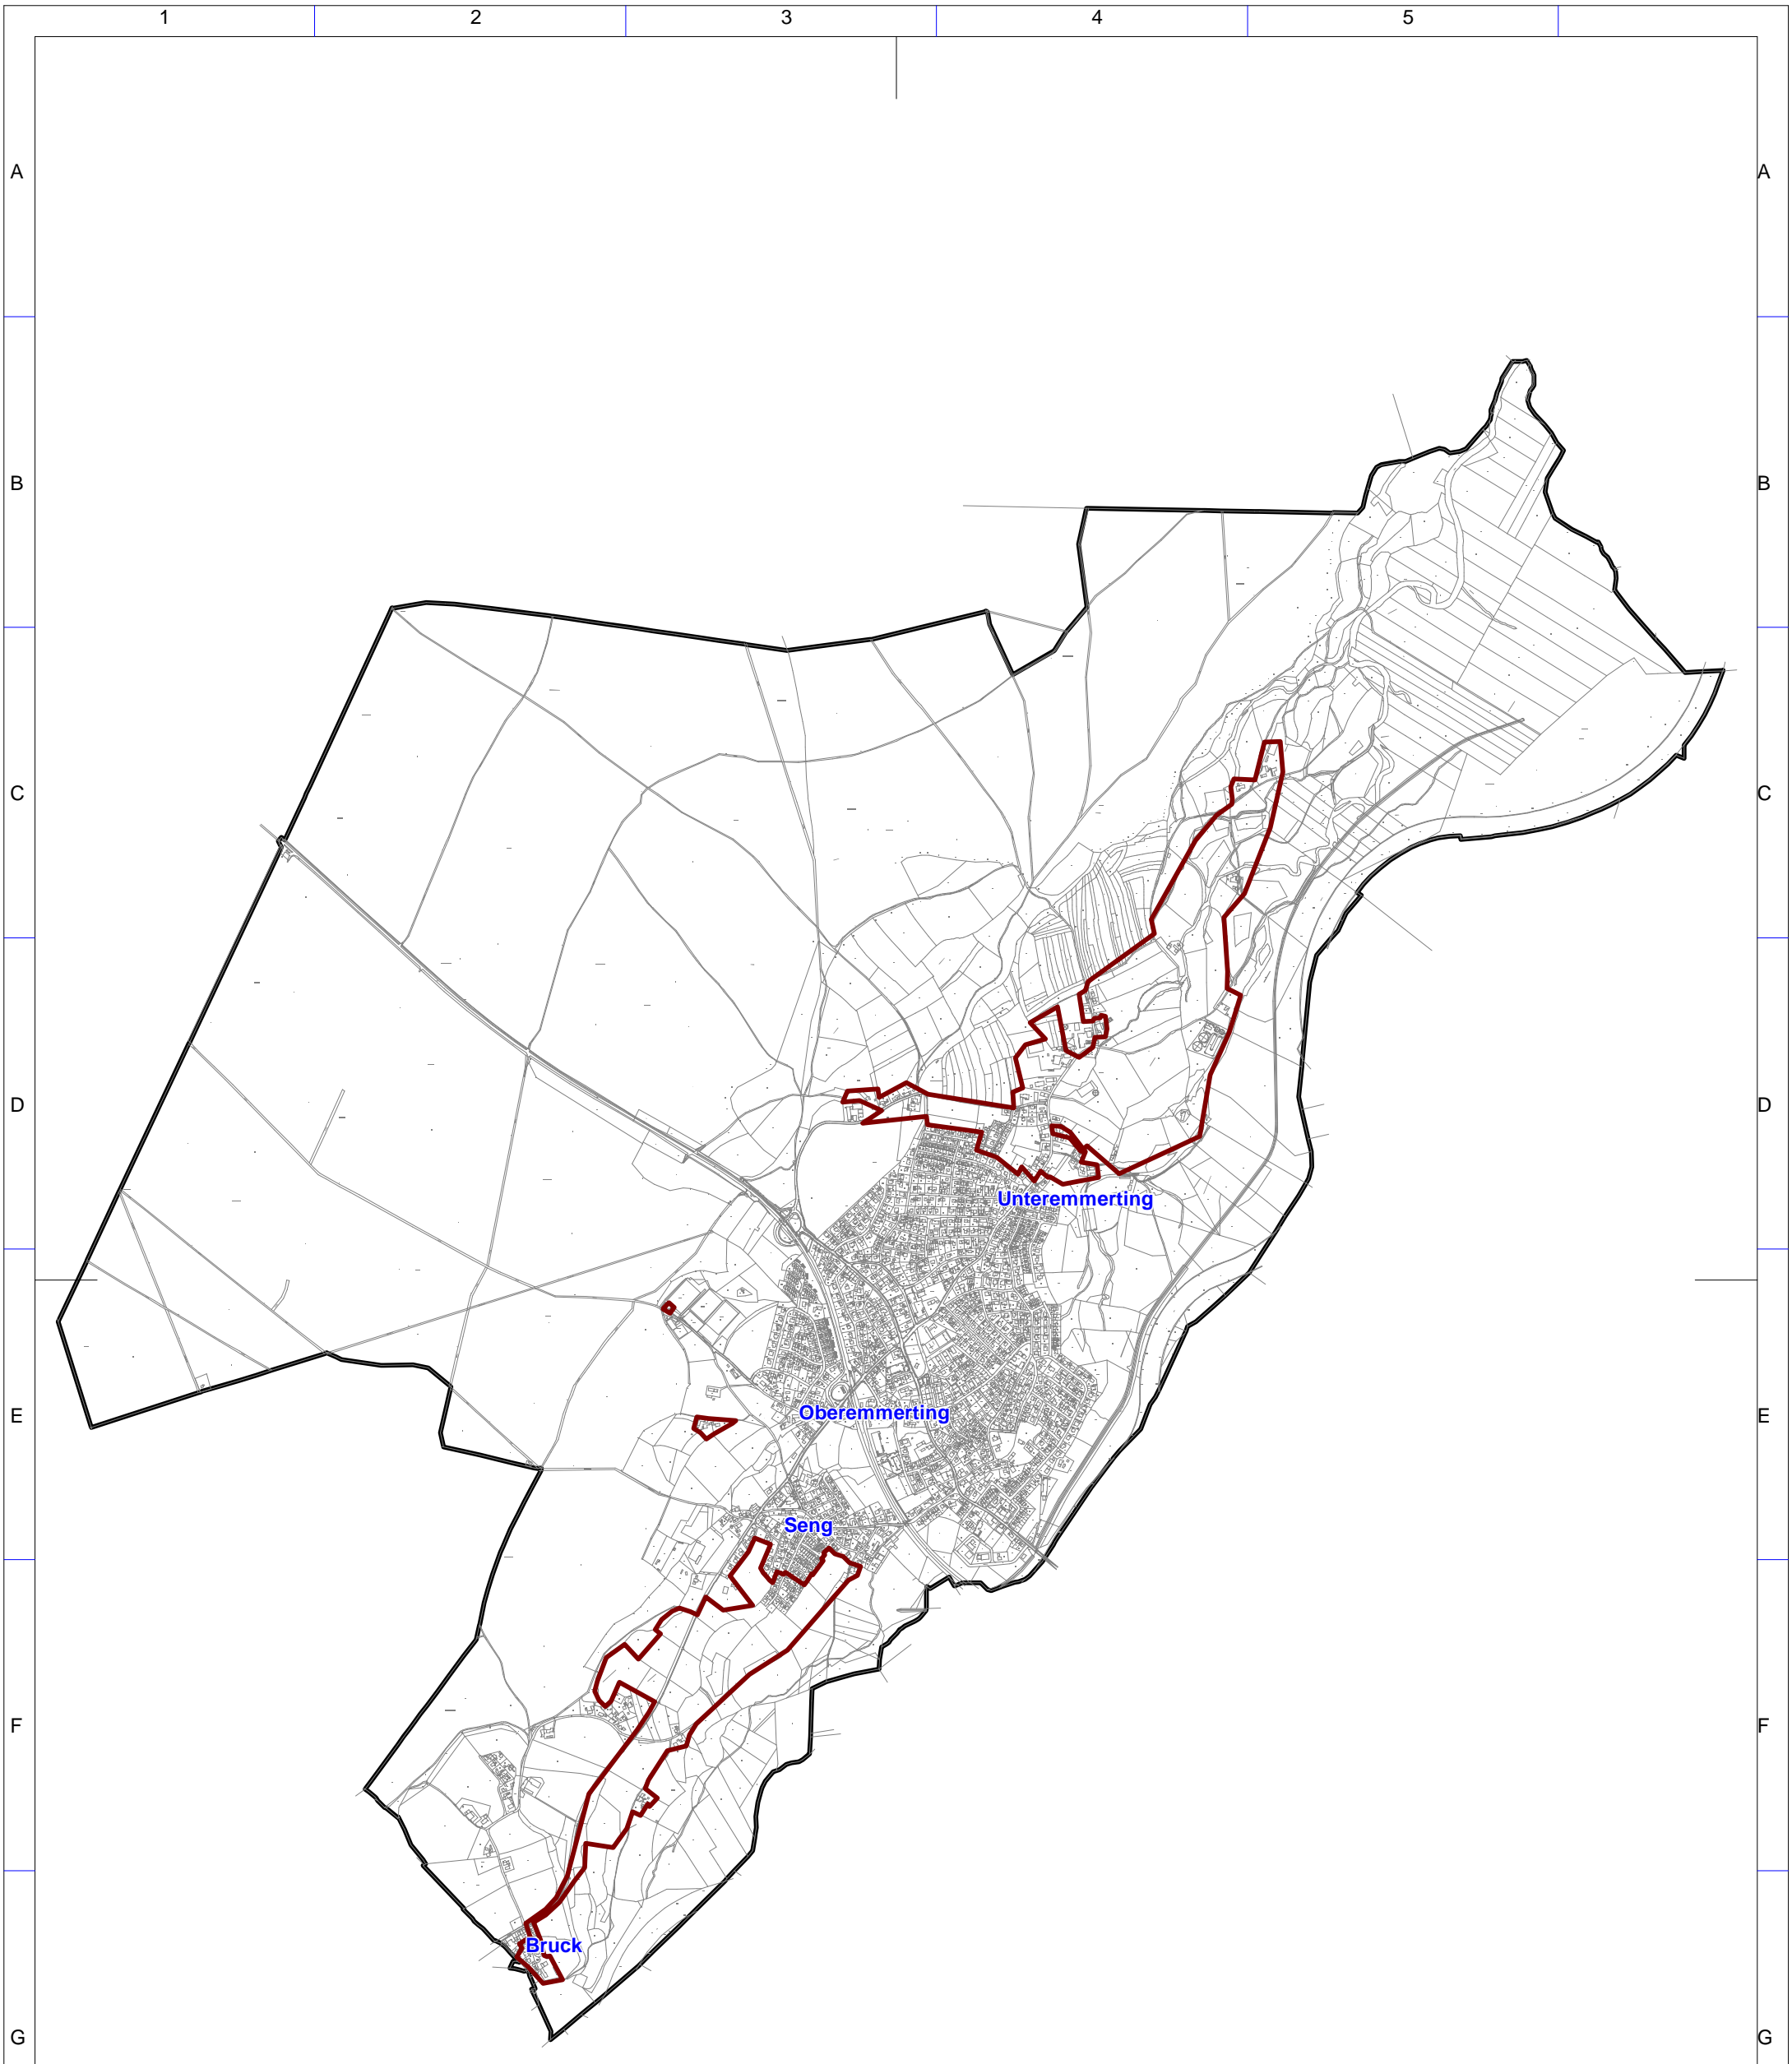 1 2 3 4 5
A A
B B
C C
D D
Unteremmerting
E E
Oberemmerting
Seng
F F
Bruck
G G